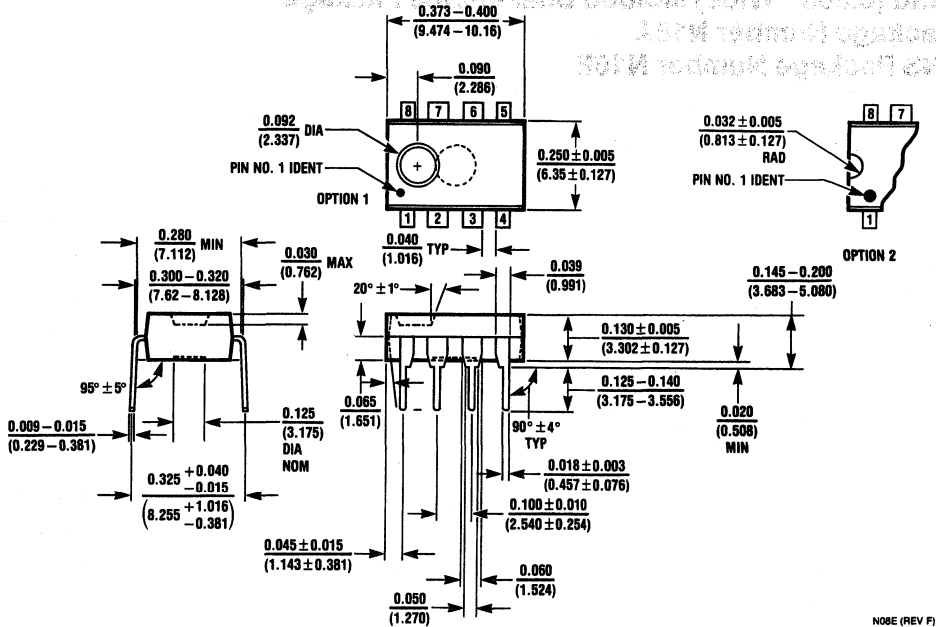 0.373 – 0.400
(9.474 – 10.16)
0.090
(2.286)
8 7 6 5
0.092 DIA
(2.337)
PIN NO. 1 IDENT
OPTION 1
1 2 3 4
0.250 ± 0.005
(6.35 ± 0.127)
8 7
0.032 ± 0.005
(0.813 ± 0.127)
RAD
PIN NO. 1 IDENT
1
OPTION 2
0.280 MIN
(7.112)
0.300 – 0.320
(7.62 – 8.128)
0.030 MAX
(0.762)
0.040 TYP
(1.016)
0.039
(0.991)
20° ± 1°
0.145 – 0.200
(3.683 – 5.080)
0.130 ± 0.005
(3.302 ± 0.127)
0.125 – 0.140
(3.175 – 3.556)
0.020
(0.508)
MIN
95° ± 5°
0.065
(1.651)
90° ± 4°
TYP
0.009 – 0.015
(0.229 – 0.381)
0.125
(3.175)
DIA
NOM
0.018 ± 0.003
(0.457 ± 0.076)
0.325 +0.040
–0.015
(8.255 +1.016
–0.381)
0.100 ± 0.010
(2.540 ± 0.254)
0.045 ± 0.015
(1.143 ± 0.381)
0.060
(1.524)
0.050
(1.270)
N08E (REV F)